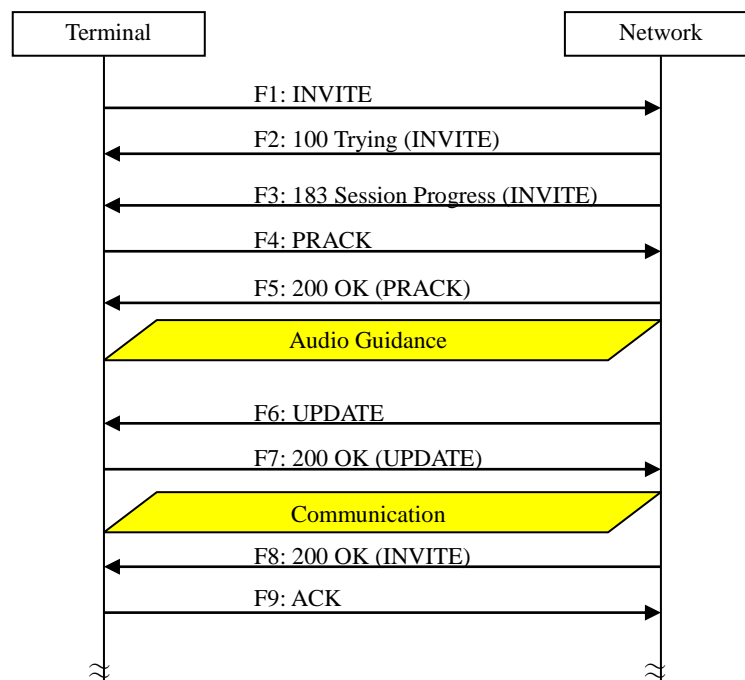 Terminal
Network
F1: INVITE
F2: 100 Trying (INVITE)
F3: 183 Session Progress (INVITE)
F4: PRACK
F5: 200 OK (PRACK)
Audio Guidance
F6: UPDATE
F7: 200 OK (UPDATE)
Communication
F8: 200 OK (INVITE)
F9: ACK